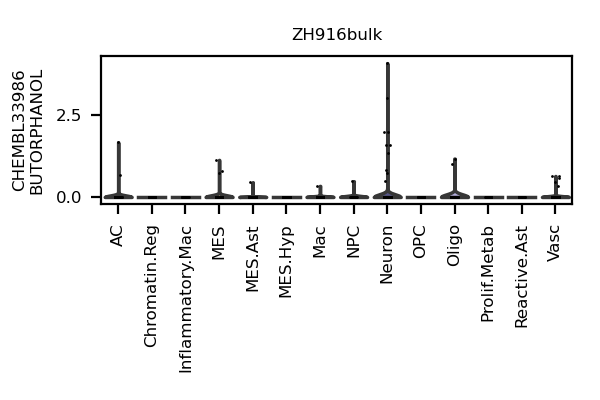 ZH916bulk
CHEMBL33986
BUTORPHANOL
2.5
0.0
AC
Chromatin.Reg
Inflammatory.Mac
MES
MES.Ast
MES.Hyp
Mac
NPC
Neuron
OPC
Oligo
Prolif.Metab
Reactive.Ast
Vasc